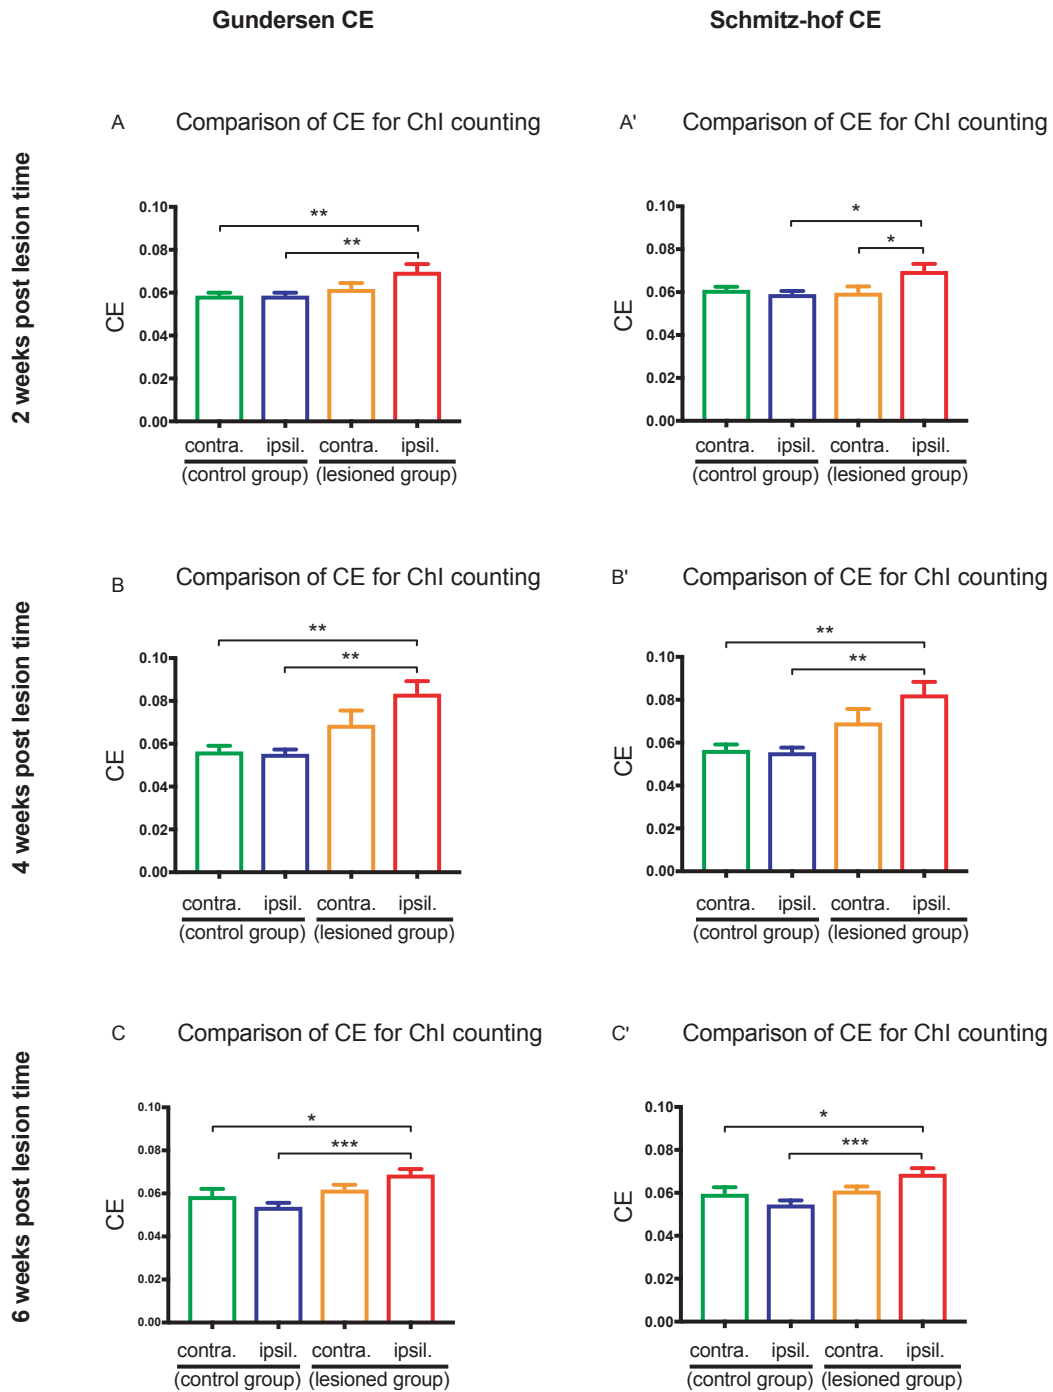 Gundersen CE
Schmitz-hof CE
2 weeks post lesion time
A
Comparison of CE for ChI counting
CE
0.10
0.08
0.06
0.04
0.02
0.00
**
**
contra.
ipsil.
contra.
ipsil.
(control group)
(lesioned group)
A'
Comparison of CE for ChI counting
CE
0.10
0.08
0.06
0.04
0.02
0.00
*
*
contra.
ipsil.
contra.
ipsil.
(control group)
(lesioned group)
4 weeks post lesion time
B
Comparison of CE for ChI counting
CE
0.10
0.08
0.06
0.04
0.02
0.00
**
**
contra.
ipsil.
contra.
ipsil.
(control group)
(lesioned group)
B'
Comparison of CE for ChI counting
CE
0.10
0.08
0.06
0.04
0.02
0.00
**
**
contra.
ipsil.
contra.
ipsil.
(control group)
(lesioned group)
6 weeks post lesion time
C
Comparison of CE for ChI counting
CE
0.10
0.08
0.06
0.04
0.02
0.00
*
***
contra.
ipsil.
contra.
ipsil.
(control group)
(lesioned group)
C'
Comparison of CE for ChI counting
CE
0.10
0.08
0.06
0.04
0.02
0.00
*
***
contra.
ipsil.
contra.
ipsil.
(control group)
(lesioned group)